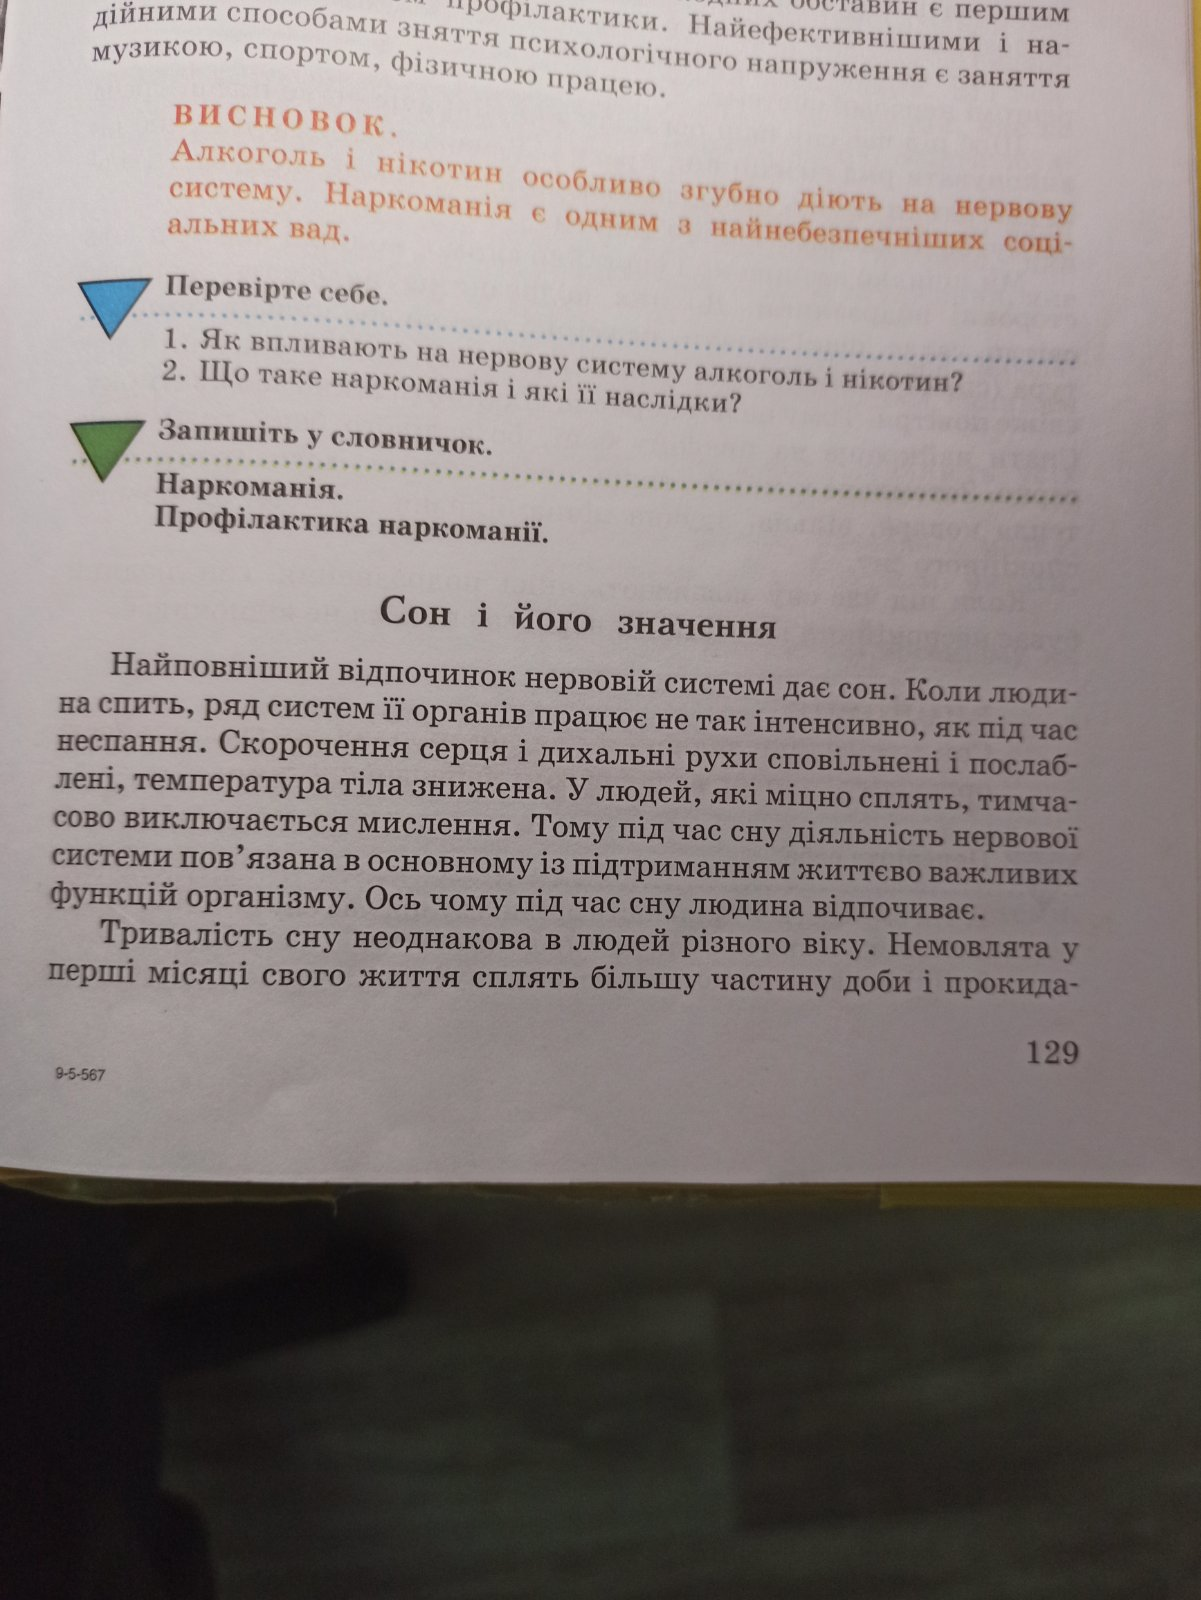 профілактики. обставин є першим
дійними способами зняття психологічного напруження є заняття Найефективнішими і на-
музикою, спортом, фізичною працею.
ВИСНОВОК.
Алкоголь і нікотин особливо згубно діють на нервову
систему. Наркоманія є одним з найнебезпечніших соці-
альних вад.
Перевірте себе.
1. Як впливають на нервову систему алкоголь і нікотин?
2. Що таке наркоманія і які її наслідки?
Запишіть у словничок.
Наркоманія.
Профілактика наркоманії.
Сон і його значення
Найповніший відпочинок нервовій системі дає сон. Коли люди-
на спить, ряд систем її органів працює не так інтенсивно, як під час
неспання. Скорочення серця і дихальні рухи сповільнені і послаб-
лені, температура тіла знижена. У людей, які міцно сплять, тимча-
сово виключається мислення. Тому під час сну діяльність нервової
системи пов’язана в основному із підтриманням життєво важливих
функцій організму. Ось чому під час сну людина відпочиває.
Тривалість сну неоднакова в людей різного віку. Немовлята у
перші місяці свого життя сплять більшу частину доби і прокида-
129
9-5-567